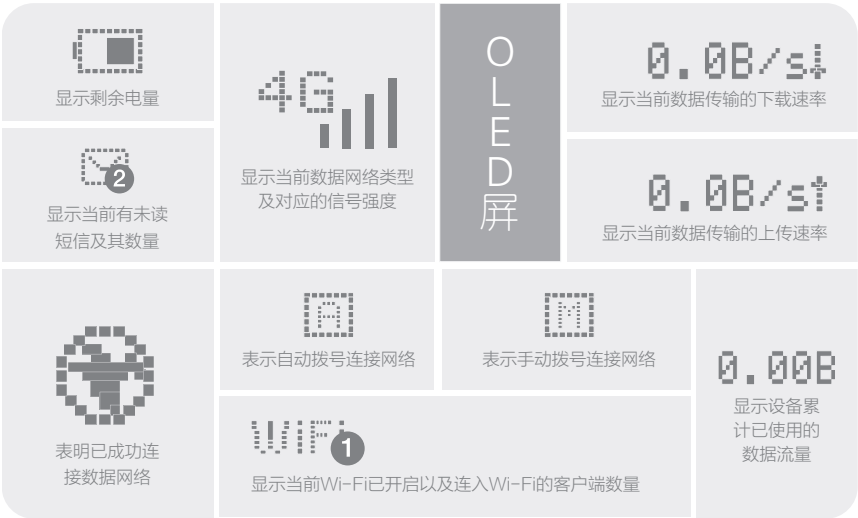 显示剩余电量
2
显示当前有未读
短信及其数量
4G
显示当前数据网络类型
及对应的信号强度
OLED屏
0.0B/s↓
显示当前数据传输的下载速率
0.0B/s↑
显示当前数据传输的上传速率
表明已成功连
接数据网络
A
表示自动拨号连接网络
M
表示手动拨号连接网络
WiFi 1
显示当前Wi-Fi已开启以及连入Wi-Fi的客户端数量
0.00B
显示设备累
计已使用的
数据流量